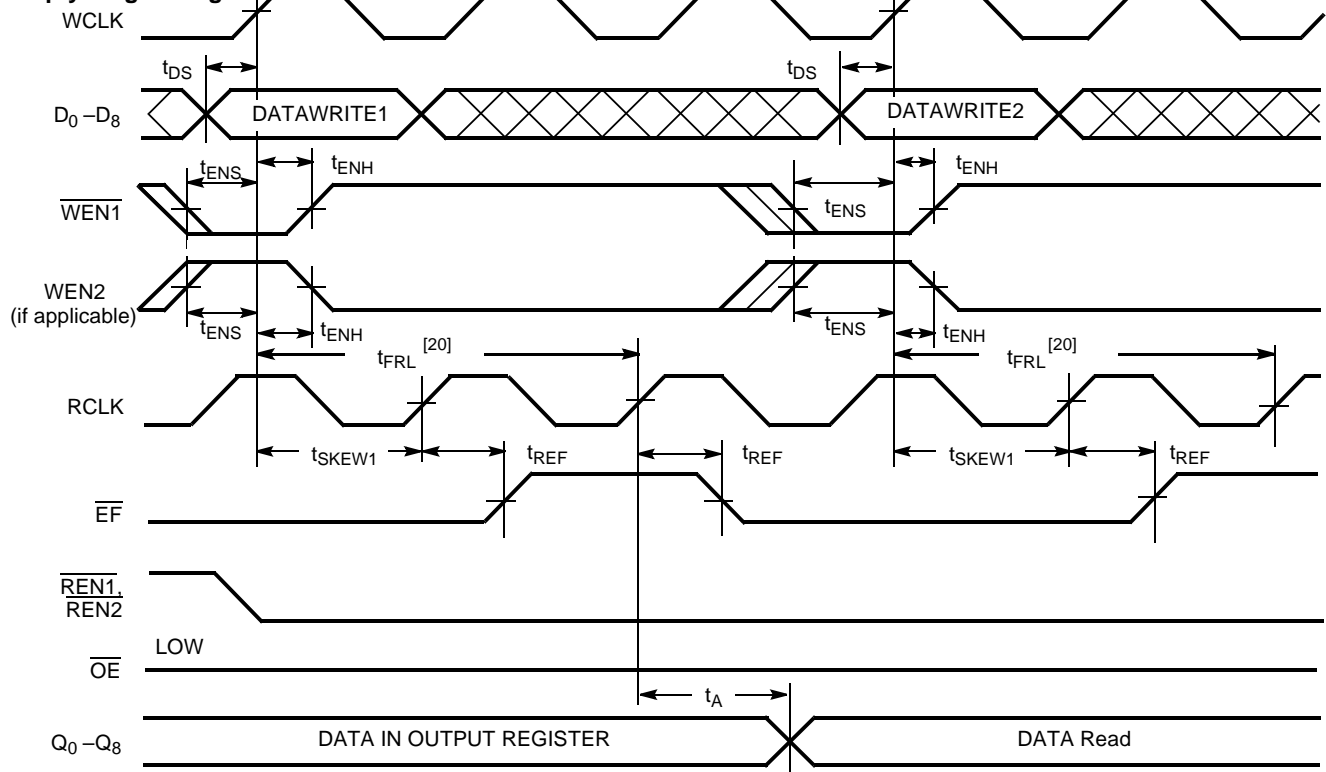 WCLK
tDS
tDS
D0 –D8
DATAWRITE1
DATAWRITE2
tENS
tENH
tENH
WEN1
tENS
WEN2
(if applicable)
tENS
tENH
tENS
tENH
tFRL [20]
tFRL [20]
RCLK
tSKEW1
tREF
tREF
tSKEW1
tREF
EF
REN1,
REN2
LOW
OE
tA
Q0 –Q8
DATA IN OUTPUT REGISTER
DATA Read